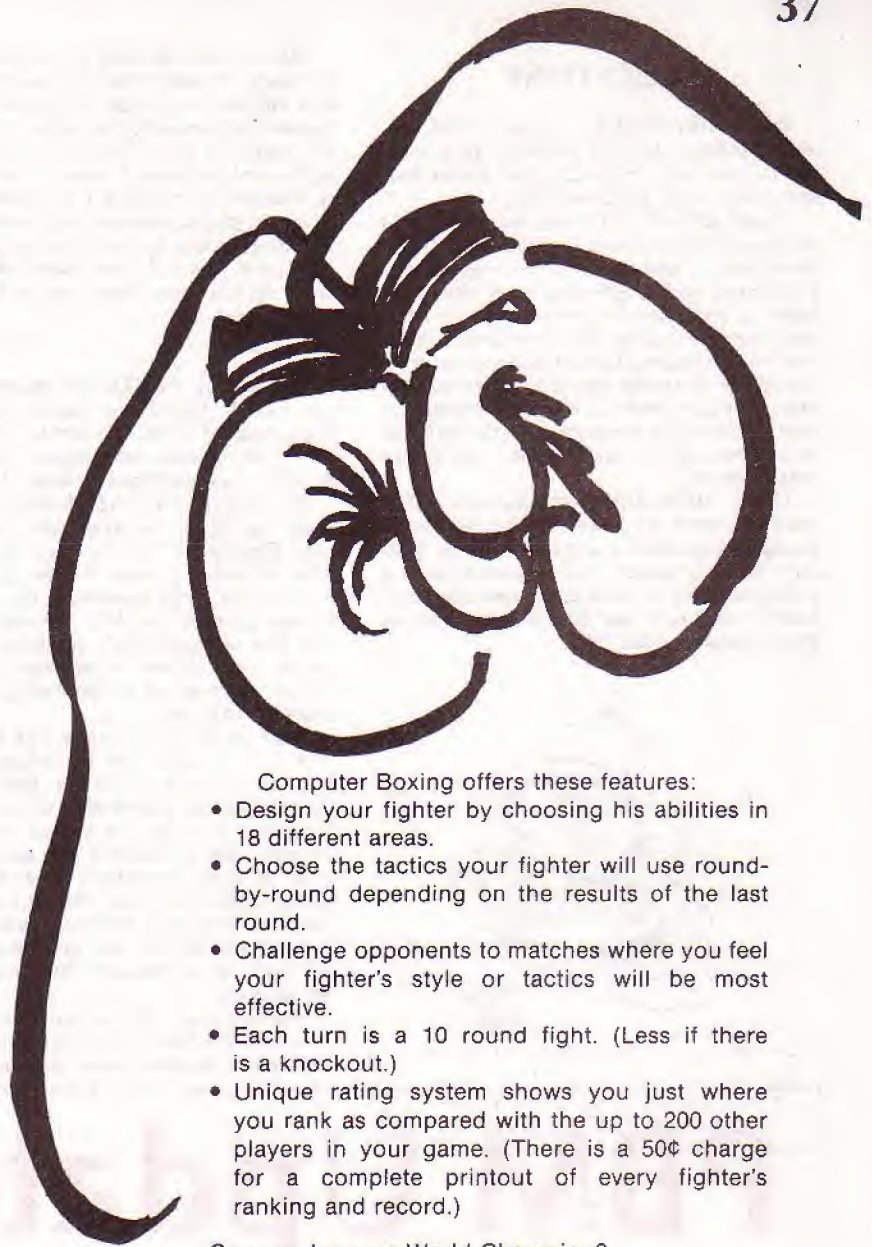 37
Computer Boxing offers these features:
• Design your fighter by choosing his abilities in
18 different areas.
• Choose the tactics your fighter will use round-
by-round depending on the results of the last
round.
• Challenge opponents to matches where you feel
your fighter's style or tactics will be most
effective.
• Each turn is a 10 round fight. (Less if there
is a knockout.)
• Unique rating system shows you just where
you rank as compared with the up to 200 other
players in your game. (There is a 50¢ charge
for a complete printout of every fighter's
ranking and record.)